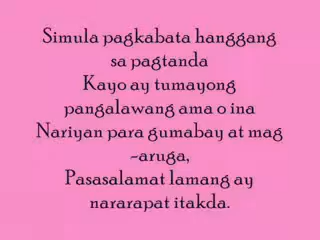 Simula pagkabata hanggang
sa pagtanda
Kayo ay tumayong
pangalawang ama o ina
Nariyan para gumabay at mag
-aruga,
Pasasalamat lamang ay
nararapat itakda.